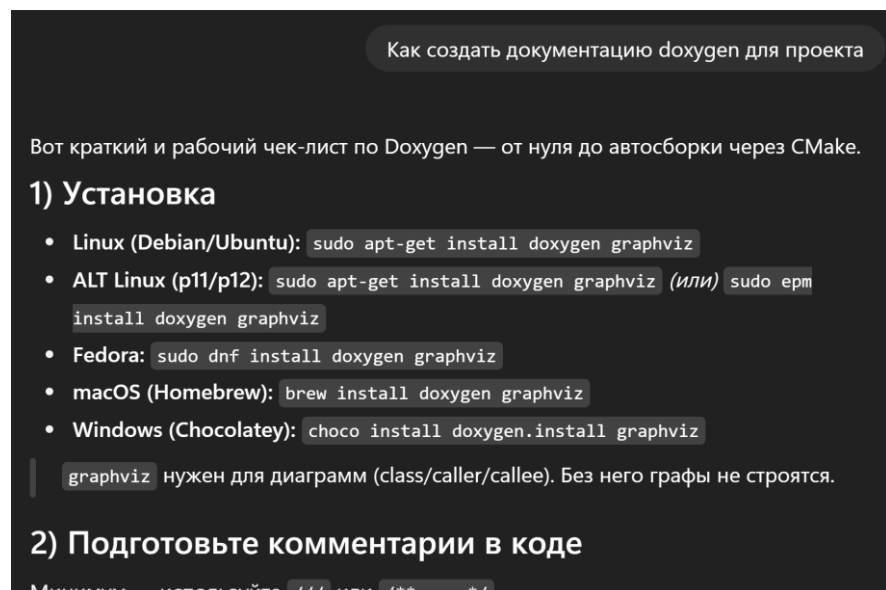 Как создать документацию doxygen для проекта
Вот краткий и рабочий чек-лист по Doxygen — от нуля до автосборки через CMake.
1) Установка
• Linux (Debian/Ubuntu): sudo apt-get install doxygen graphviz
• ALT Linux (p11/p12): sudo apt-get install doxygen graphviz (или) sudo epm
install doxygen graphviz
• Fedora: sudo dnf install doxygen graphviz
• macOS (Homebrew): brew install doxygen graphviz
• Windows (Chocolatey): choco install doxygen.install graphviz
graphviz нужен для диаграмм (class/caller/callee). Без него графы не строятся.
2) Подготовьте комментарии в коде
Минимум — используйте /// или /** ... */